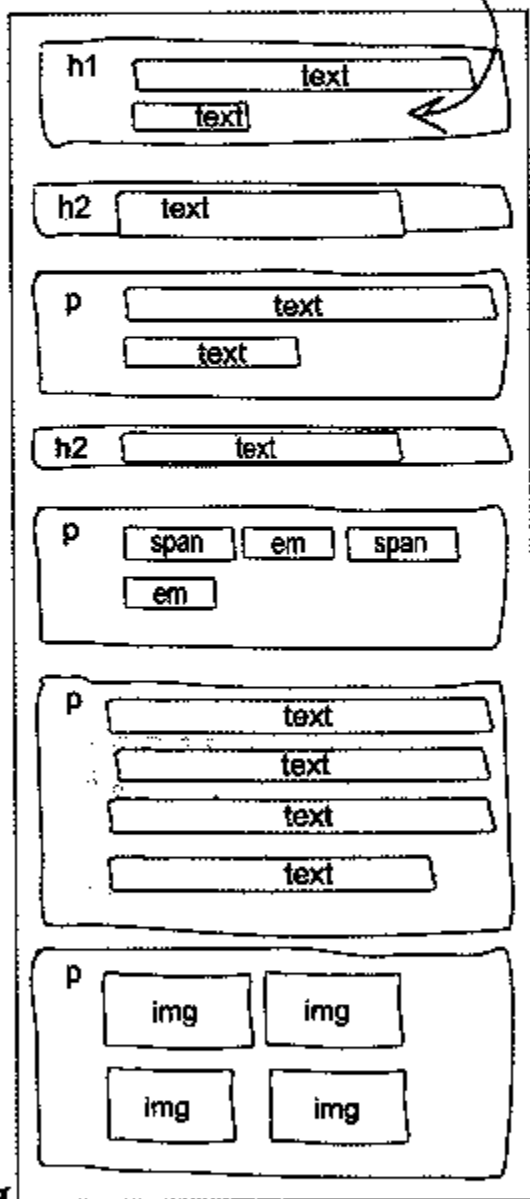 h1 text
text
h2 text
p text
text
h2 text
p span em span
em
p text
text
text
text
p img img
img img